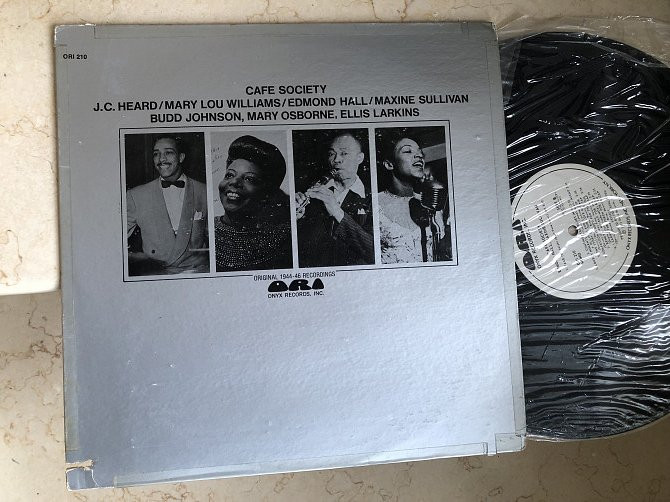 ORI 210
CAFE SOCIETY
J.C. HEARD/MARY LOU WILLIAMS/EDMOND HALL/MAXINE SULLIVAN
BUDD JOHNSON, MARY OSBORNE, ELLIS LARKINS
ORIGINAL 1944-46 RECORDINGS
ORI
ONYX RECORDS, INC.